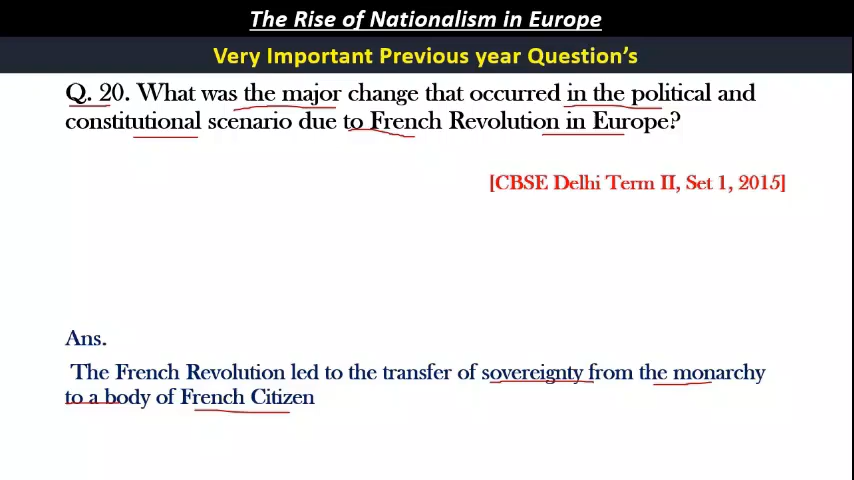 The Rise of Nationalism in Europe
Very Important Previous year Question's
Q. 20. What was the major change that occurred in the political and
constitutional scenario due to French Revolution in Europe?
[CBSE Delhi Term II, Set 1, 2015]
Ans.
The French Revolution led to the transfer of sovereignty from the monarchy
to a body of French Citizen